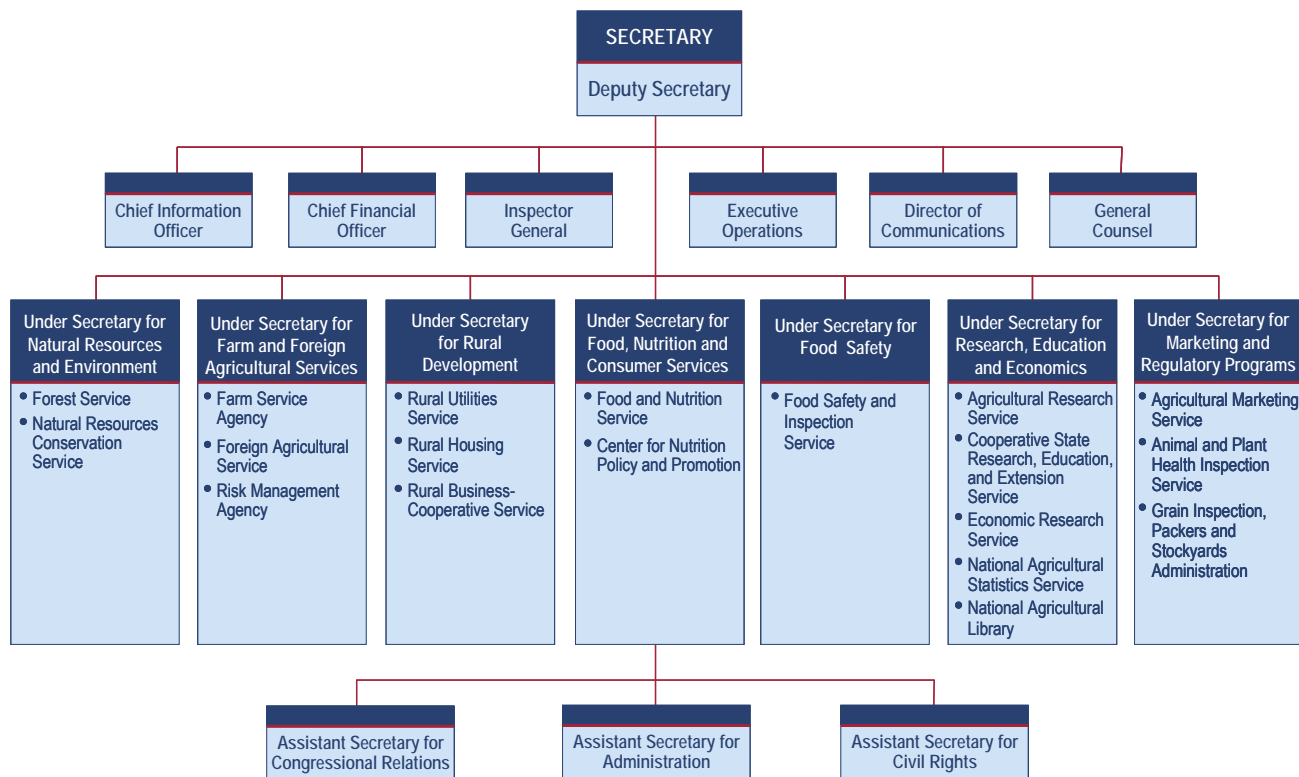 SECRETARY
Deputy Secretary
Chief Information
Officer
Chief Financial
Officer
Inspector
General
Executive
Operations
Director of
Communications
General
Counsel
Under Secretary for
Natural Resources
and Environment
• Forest Service
• Natural Resources
Conservation
Service
Under Secretary for
Farm and Foreign
Agricultural Services
• Farm Service
Agency
• Foreign Agricultural
Service
• Risk Management
Agency
Under Secretary
for Rural
Development
• Rural Utilities
Service
• Rural Housing
Service
• Rural Business-
Cooperative Service
Under Secretary for
Food, Nutrition and
Consumer Services
• Food and Nutrition
Service
• Center for Nutrition
Policy and Promotion
Under Secretary for
Food Safety
• Food Safety and
Inspection
Service
Under Secretary for
Research, Education
and Economics
• Agricultural Research
Service
• Cooperative State
Research, Education,
and Extension
Service
• Economic Research
Service
• National Agricultural
Statistics Service
• National Agricultural
Library
Under Secretary for
Marketing and
Regulatory Programs
• Agricultural Marketing
Service
• Animal and Plant
Health Inspection
Service
• Grain Inspection,
Packers and
Stockyards
Administration
Assistant Secretary for
Congressional Relations
Assistant Secretary for
Administration
Assistant Secretary for
Civil Rights